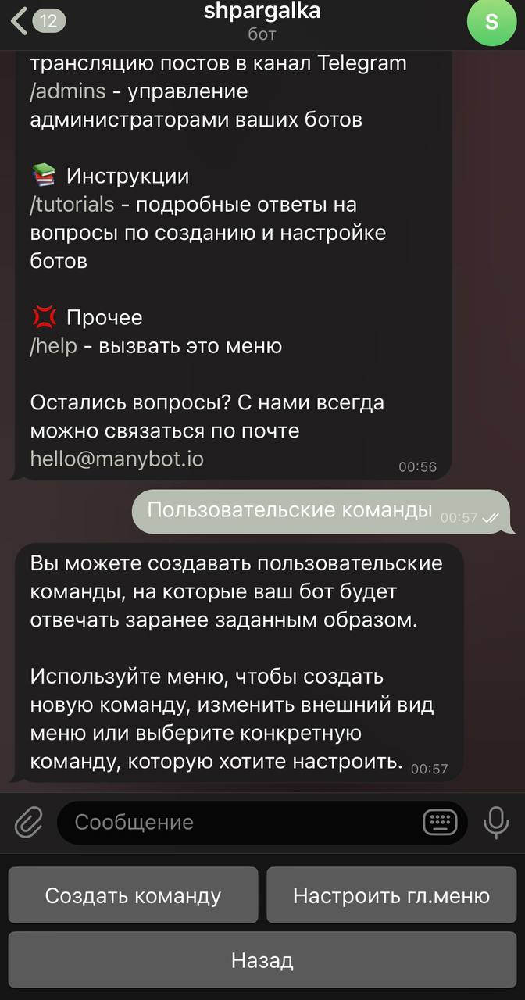 12
shpargalka
бот
S
трансляцию постов в канал Telegram
/admins - управление
администраторами ваших ботов
Инструкции
/tutorials - подробные ответы на
вопросы по созданию и настройке
ботов
Прочее
/help - вызвать это меню
Остались вопросы? С нами всегда
можно связаться по почте
hello@manybot.io
00:56
Пользовательские команды 00:57
Вы можете создавать пользовательские
команды, на которые ваш бот будет
отвечать заранее заданным образом.
Используйте меню, чтобы создать
новую команду, изменить внешний вид
меню или выберите конкретную
команду, которую хотите настроить. 00:57
Сообщение
Создать команду
Настроить гл.меню
Назад